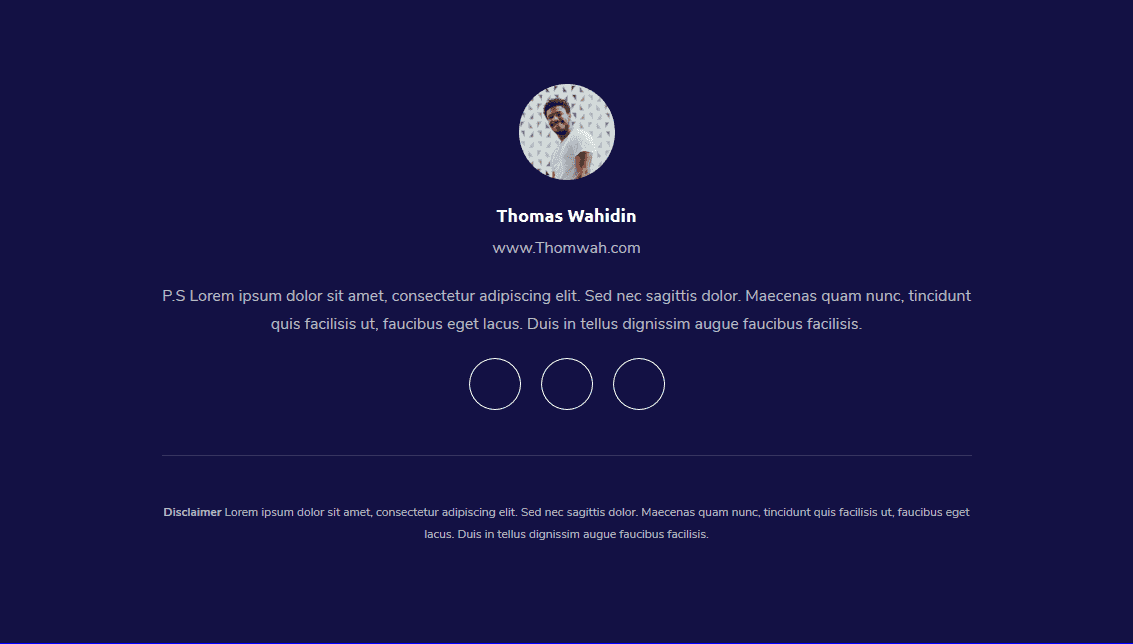 Thomas Wahidin
www.Thomwah.com
P.S Lorem ipsum dolor sit amet, consectetur adipiscing elit. Sed nec sagittis dolor. Maecenas quam nunc, tincidunt
quis facilisis ut, faucibus eget lacus. Duis in tellus dignissim augue faucibus facilisis.
Disclaimer Lorem ipsum dolor sit amet, consectetur adipiscing elit. Sed nec sagittis dolor. Maecenas quam nunc, tincidunt quis facilisis ut, faucibus eget
lacus. Duis in tellus dignissim augue faucibus facilisis.